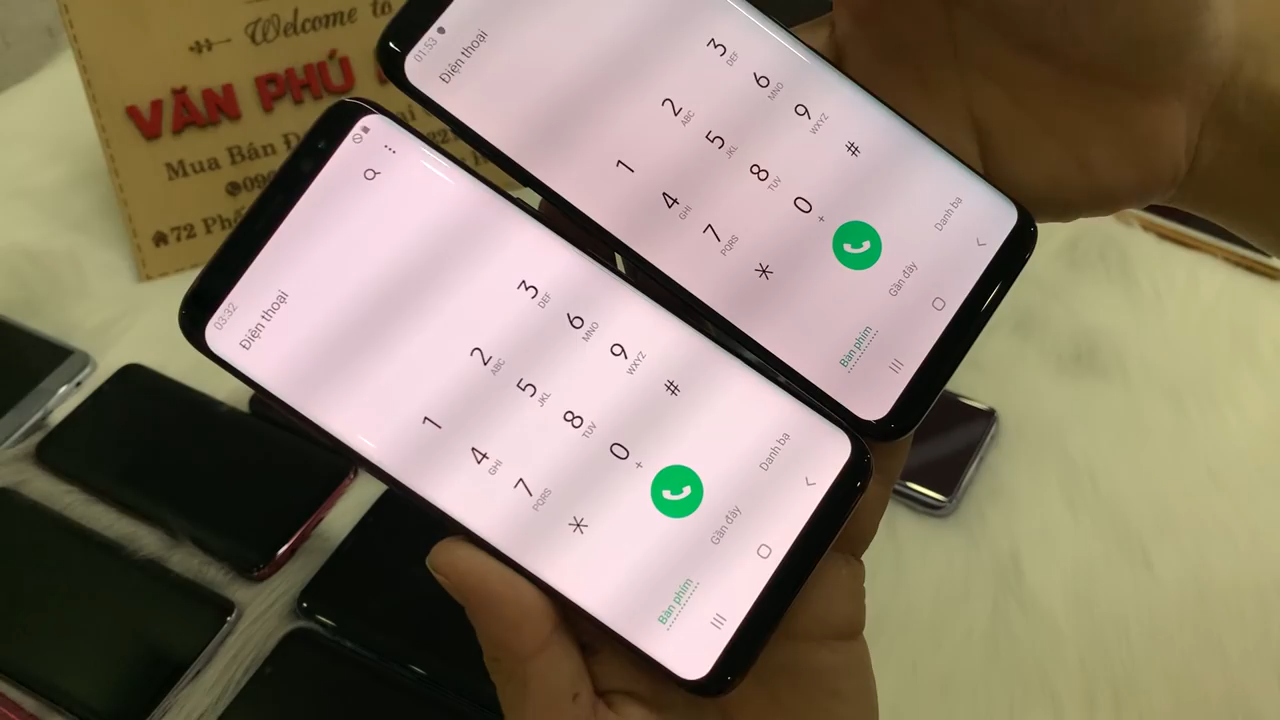 Welcome to
VĂN PHÚ
Mua Bán
72 Phố
01:53
Điện thoại
1
2 ABC
3 DEF
4 GHI
5 JKL
6 MNO
7 PQRS
8 TUV
9 WXYZ
*
0 +
#
Bàn phím
Gần đây
Danh bạ
03:32
Điện thoại
1
2 ABC
3 DEF
4 GHI
5 JKL
6 MNO
7 PQRS
8 TUV
9 WXYZ
*
0 +
#
Bàn phím
Gần đây
Danh bạ